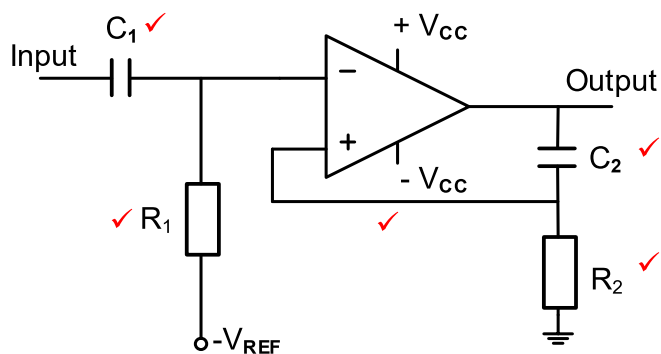 C₁
+ VCC
Input
Output
−
+
- VCC
C₂
R₁
R₂
-VREF